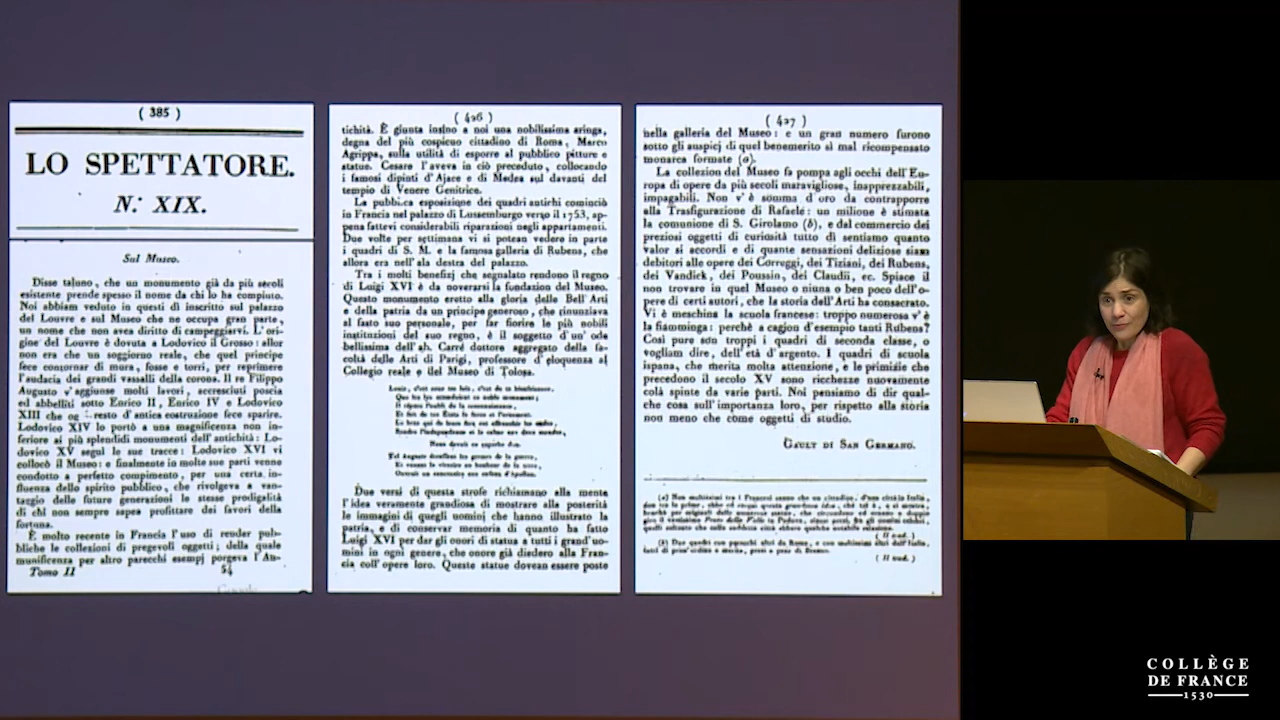 ( 385 )
LO SPETTATORE.
N.° XIX.
Sul Museo.
Disse taluno, che un monumento già da più secoli
esistente prende spesso il nome da chi lo ha compiuto.
Noi abbiam veduto in questi dì inscritto sul palazzo
del Louvre e sul Museo che ne occupa gran parte,
un nome che non avea diritto di campeggiarvi. L'ori-
gine del Louvre è dovuta a Lodovico il Grosso: allor
non era che un soggiorno reale, che quel principe
fece contornar di mura, fosse e torri, per reprimere
l'audacia dei grandi vassalli della corona. Il re Filippo
Augusto v'aggiunse molti lavori, accresciuti poscia
ed abbelliti sotto Enrico II, Enrico IV e Lodovico
XIII che og resto d'antica costruzione fece sparire.
Lodovico XIV lo portò a una magnificenza non in-
feriore ai più splendidi monumenti dell'antichità: Lo-
dovico XV seguì le sue tracce: Lodovico XVI vi
collocò il Museo: e finalmente in molte sue parti venne
condotto a perfetto compimento, per una certa in-
fluenza dello spirito pubblico, che rivolgeva a van-
taggio delle future generazioni le stesse prodigalità
di chi non sempre sapea profittare dei favori della
fortuna.
È molto recente in Francia l'uso di render pub-
bliche le collezioni di pregevoli oggetti; della quale
munificenza per altro parecchi esempj porgeva l'An-
Tomo II 54
( 426 )
tichità. È giunta insino a noi una nobilissima aringa,
degna del più cospicuo cittadino di Roma, Marco
Agrippa, sulla utilità di esporre al pubblico pitture e
statue. Cesare l'aveva in ciò preceduto, collocando
i famosi dipinti d'Ajace e di Medea sul davanti del
tempio di Venere Genitrice.
La pubblica esposizione dei quadri antichi cominciò
in Francia nel palazzo di Lussemburgo verso il 1753, ap-
pena fattevi considerabili riparazioni negli appartamenti.
Due volte per settimana vi si potean vedere in parte
i quadri di S. M. e la famosa galleria di Rubens, che
allora era nell'ala destra del palazzo.
Tra i molti benefizj che segnalato rendono il regno
di Luigi XVI è da noverarsi la fondazion del Museo.
Questo monumento eretto alla gloria delle Bell'Arti
e della patria da un principe generoso, che rinunziava
al fasto suo personale, per far fiorire le più nobili
instituzioni del suo regno, è il soggetto d'un' ode
bellissima dell'ab. Carré dottore aggregato della fa-
coltà delle Arti di Parigi, professore d'eloquenza al
Collegio reale e del Museo di Tolosa.
Due versi di questa strofe richiamano alla mente
l'idea veramente grandiosa di mostrare alla posterità
le immagini di quegli uomini che hanno illustrato la
patria, e di conservar memoria di quanto ha fatto
Luigi XVI per dar gli onori di statua a tutti i grand'uo-
mini in ogni genere, che onore già diedero alla Fran-
cia coll'opere loro. Queste statue dovean essere poste
( 427 )
nella galleria del Museo: e un gran numero furono
sotto gli auspicj di quel benemerito al mal ricompensato
monarca formate (a).
La collezion del Museo fa pompa agli occhi dell'Eu-
ropa di opere da più secoli maravigliose, inapprezzabili,
impagabili. Non v'è somma d'oro da contrapporre
alla Trasfigurazione di Rafaele: un milione è stimata
la comunione di S. Girolamo (b), e dal commercio dei
preziosi oggetti di curiosità tutto dì sentiamo quanto
valor si accordi e di quante sensazioni deliziose siam
debitori alle opere dei Correggi, dei Tiziani, dei Rubens,
dei Vandick, dei Poussin, dei Claudii, ec. Spiace il
non trovare in quel Museo o niuna o ben poco dell'o-
pere di certi autori, che la storia dell'Arti ha consacrato.
Vi è meschina la scuola francese: troppo numerosa v'è
la fiamminga: perchè a cagion d'esempio tanti Rubens?
Così pure son troppi i quadri di seconda classe, o
vogliam dire, dell'età d'argento. I quadri di scuola
ispana, che merita molta attenzione, e le primizie che
precedono il secolo XV sono ricchezze nuovamente
colà spinte da varie parti. Noi pensiamo di dir qual-
che cosa sull'importanza loro, per rispetto alla storia
non meno che come oggetti di studio.
GAULT DI SAN GERMANO.
COLLÈGE
DE FRANCE
1530